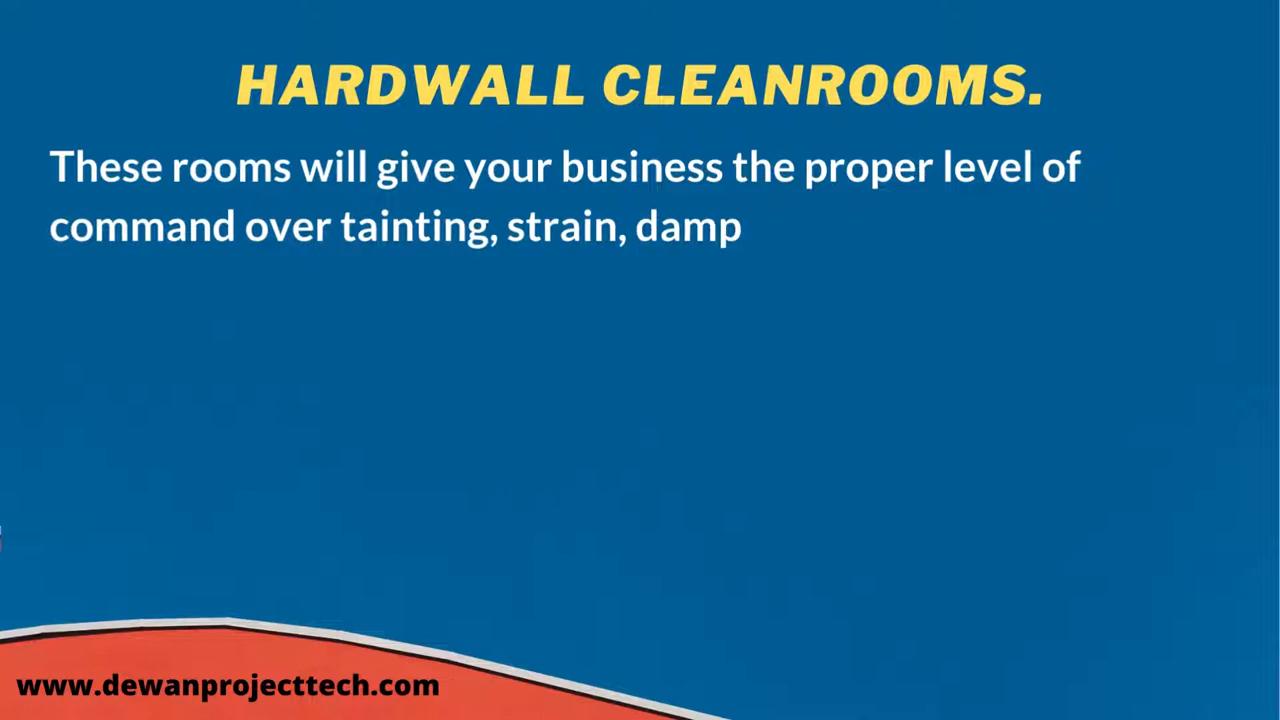 HARDWALL CLEANROOMS.
These rooms will give your business the proper level of
command over tainting, strain, damp
www.dewanprojecttech.com